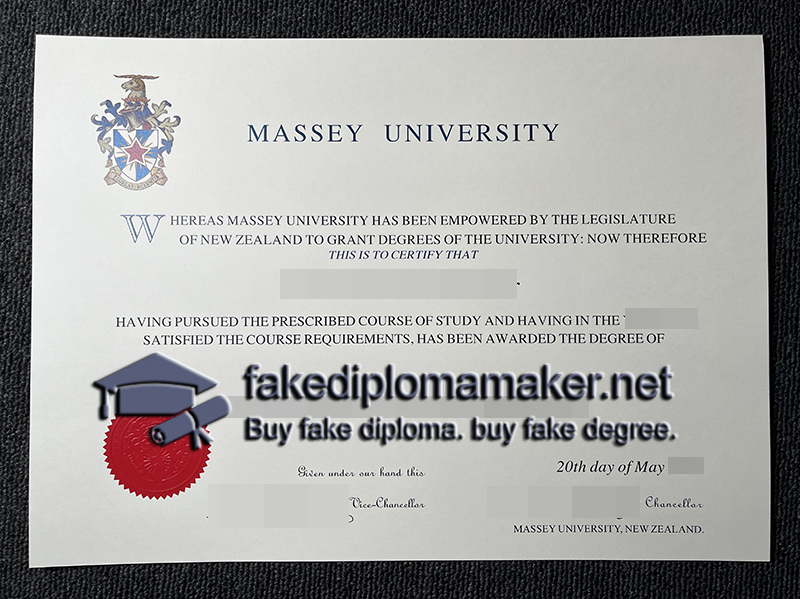 MASSEY UNIVERSITY
WHEREAS MASSEY UNIVERSITY HAS BEEN EMPOWERED BY THE LEGISLATURE
OF NEW ZEALAND TO GRANT DEGREES OF THE UNIVERSITY: NOW THEREFORE
THIS IS TO CERTIFY THAT
HAVING PURSUED THE PRESCRIBED COURSE OF STUDY AND HAVING IN THE
SATISFIED THE COURSE REQUIREMENTS, HAS BEEN AWARDED THE DEGREE OF
fakediplomamaker.net
Buy fake diploma. buy fake degree.
Given under our hand this
20th day of May
Vice-Chancellor
Chancellor
MASSEY UNIVERSITY, NEW ZEALAND.